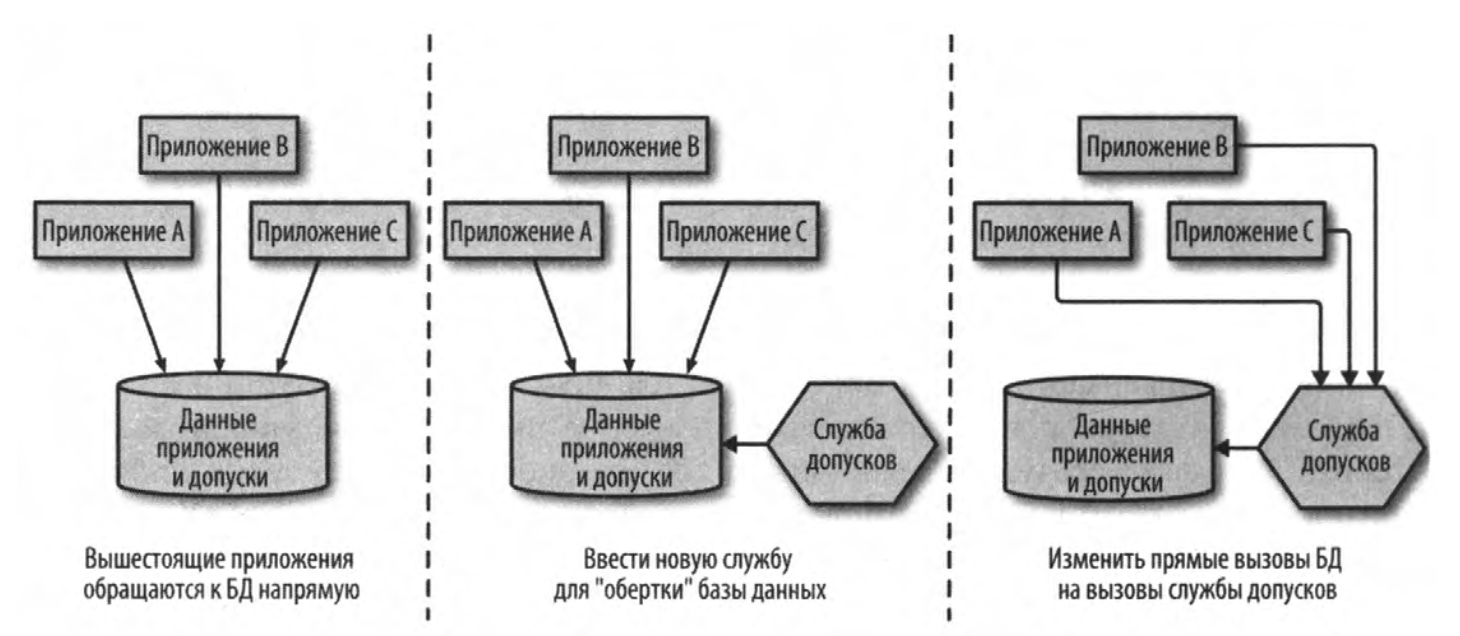 Приложение B
Приложение A
Приложение C
Данные
приложения
и допуски
Вышестоящие приложения
обращаются к БД напрямую
Приложение B
Приложение A
Приложение C
Данные
приложения
и допуски
Служба
допусков
Ввести новую службу
для "обертки" базы данных
Приложение B
Приложение A
Приложение C
Данные
приложения
и допуски
Служба
допусков
Изменить прямые вызовы БД
на вызовы службы допусков